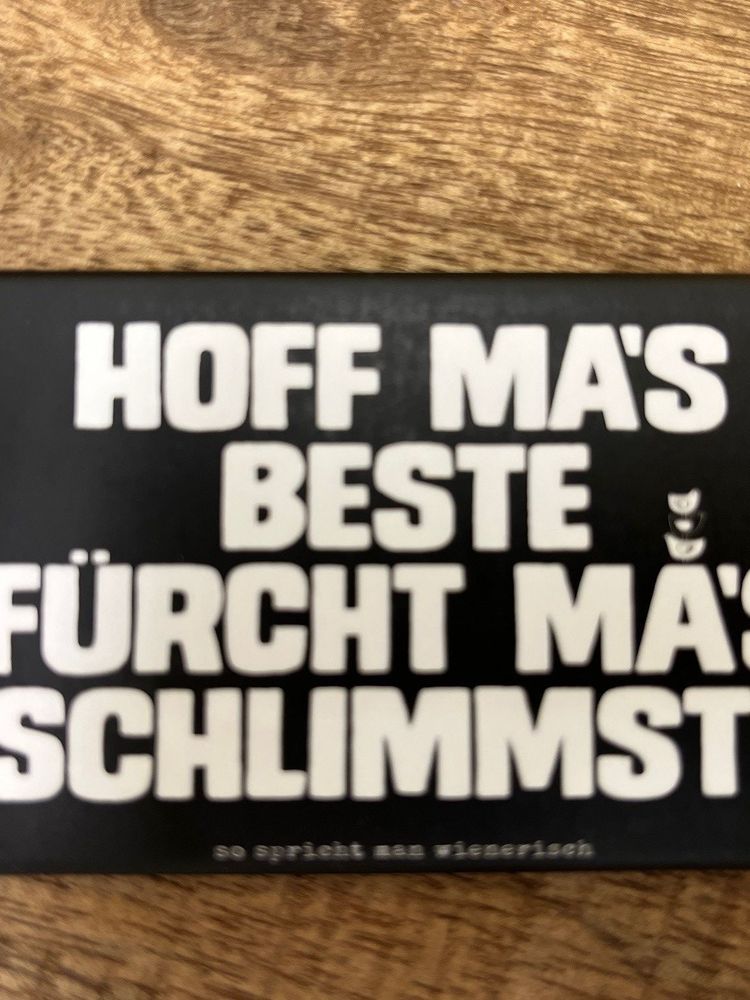 HOFF MA'S
BESTE
FÜRCHT MA'S
SCHLIMMST
so spricht man wienerisch